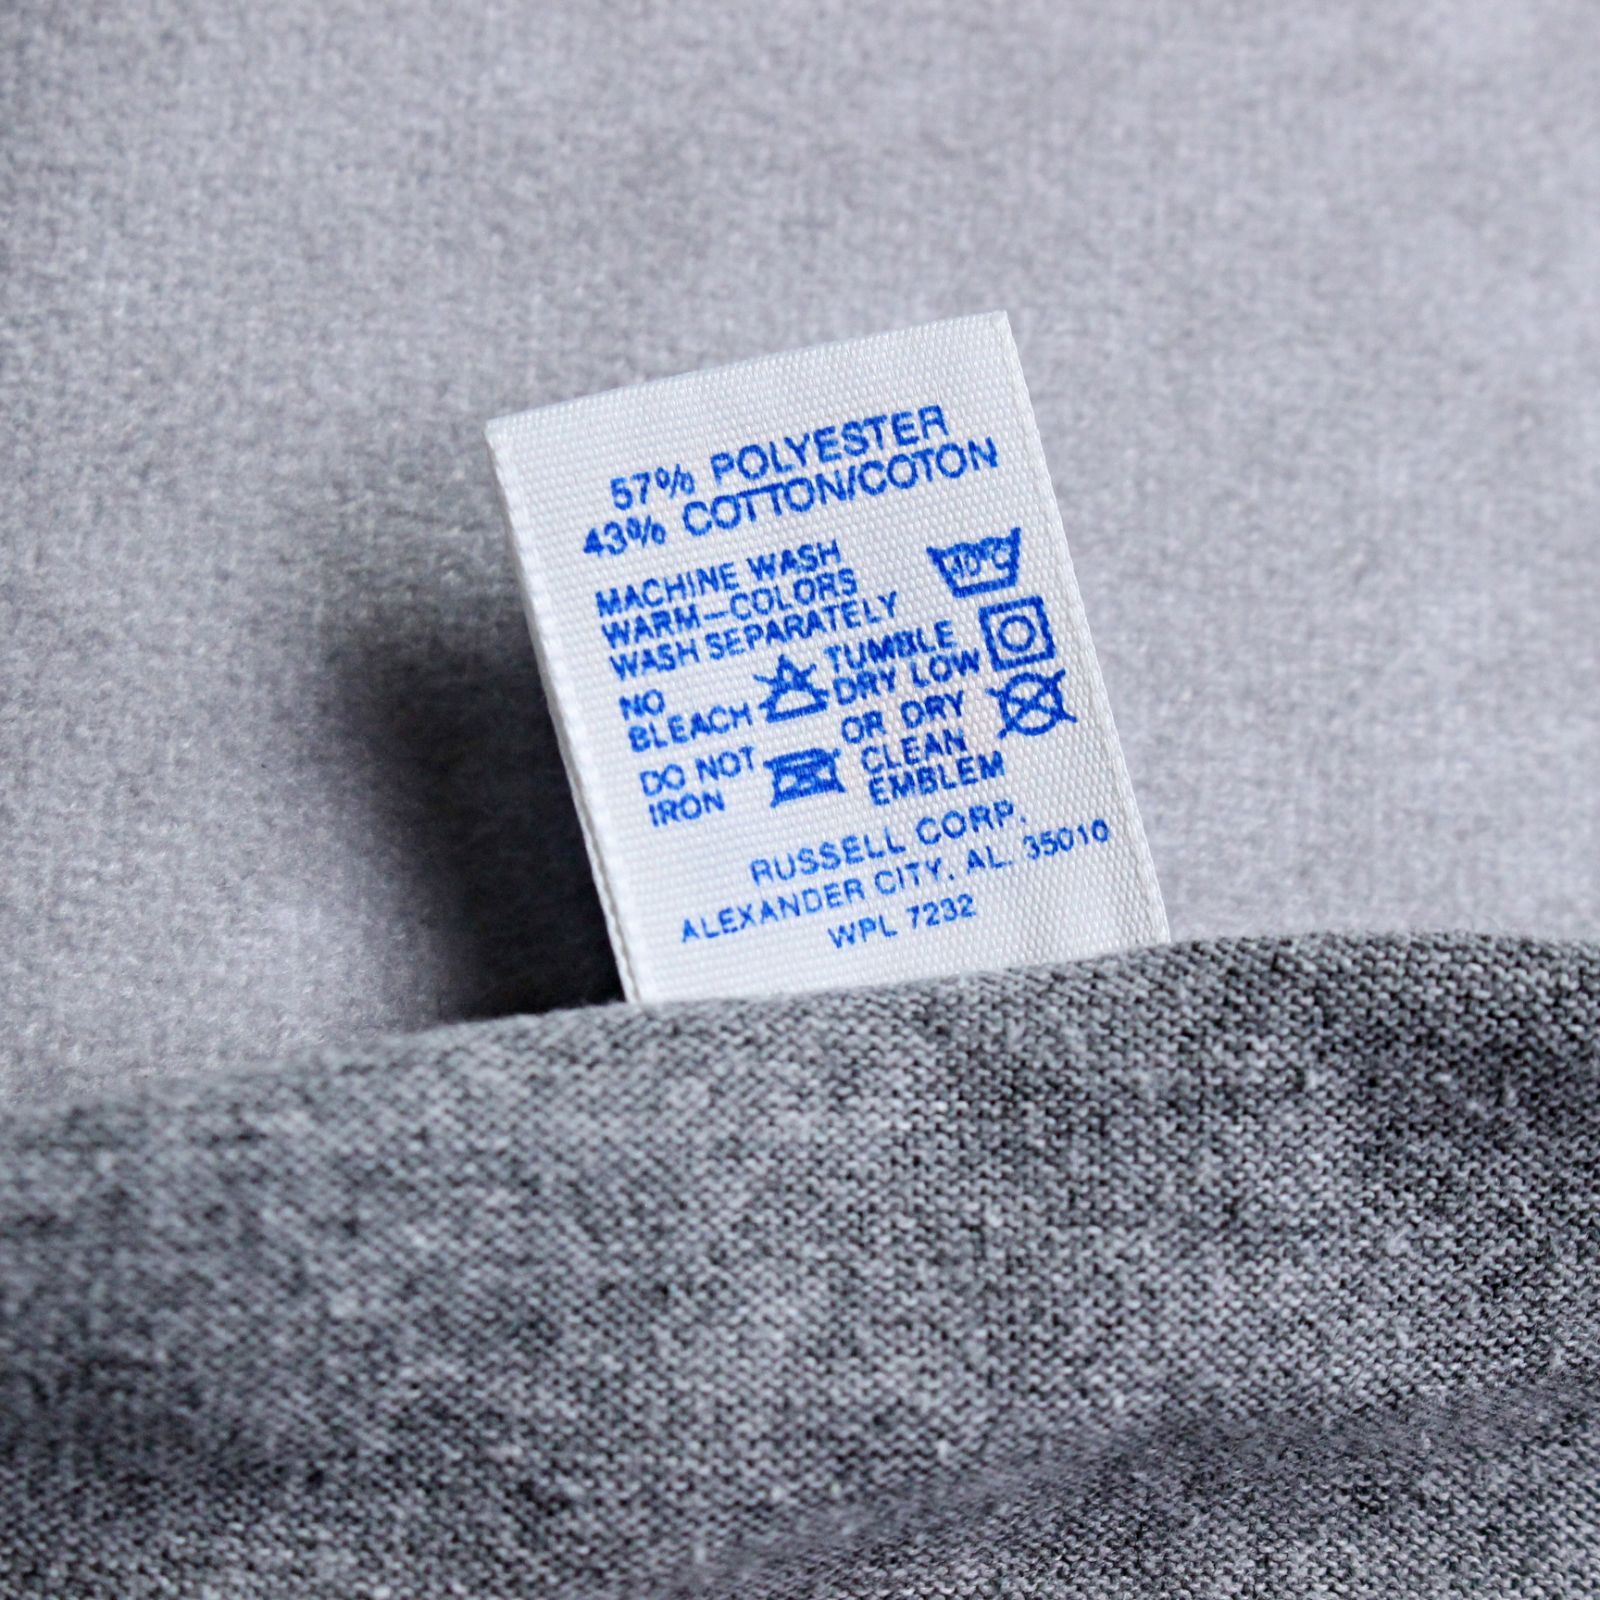 57% POLYESTER
43% COTTON/COTON
MACHINE WASH
WARM—COLORS
WASH SEPARATELY
40°C
NO
BLEACH
DO NOT
IRON
TUMBLE
DRY LOW
OR DRY
CLEAN
EMBLEM
RUSSELL CORP.
ALEXANDER CITY, AL. 35010
WPL 7232